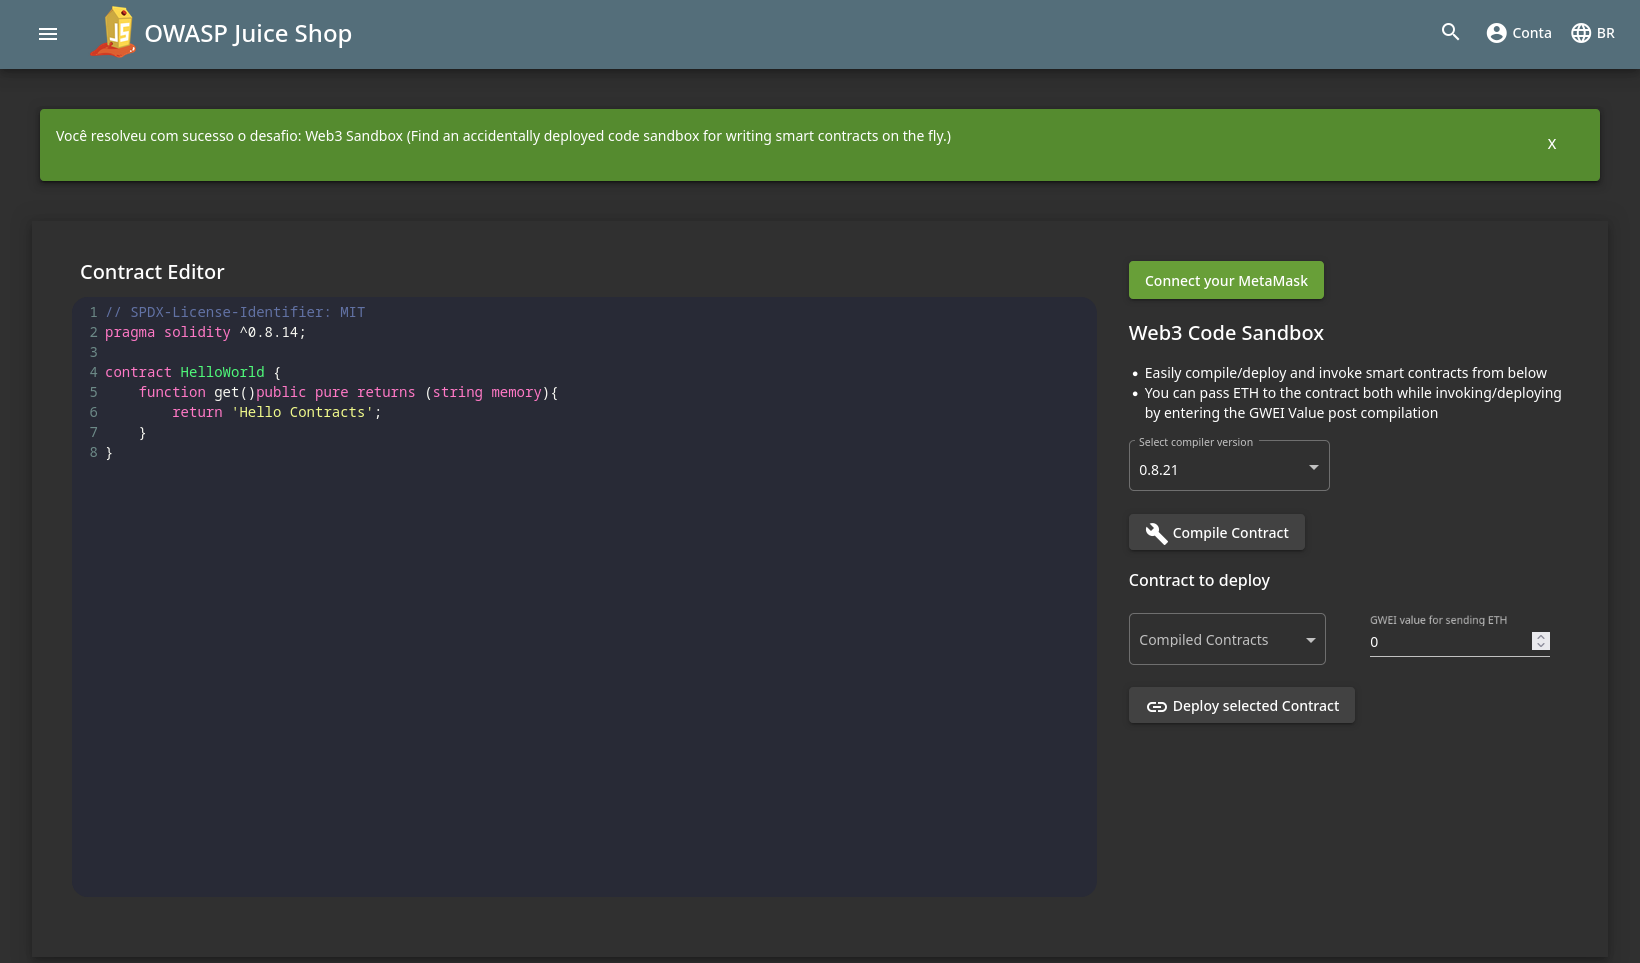 OWASP Juice Shop
Conta
BR
Você resolveu com sucesso o desafio: Web3 Sandbox (Find an accidentally deployed code sandbox for writing smart contracts on the fly.)
X
Contract Editor
1 // SPDX-License-Identifier: MIT
2 pragma solidity ^0.8.14;
3
4 contract HelloWorld {
5     function get()public pure returns (string memory){
6         return 'Hello Contracts';
7     }
8 }
Connect your MetaMask
Web3 Code Sandbox
• Easily compile/deploy and invoke smart contracts from below
• You can pass ETH to the contract both while invoking/deploying
by entering the GWEI Value post compilation
Select compiler version
0.8.21
Compile Contract
Contract to deploy
Compiled Contracts
GWEI value for sending ETH
0
Deploy selected Contract